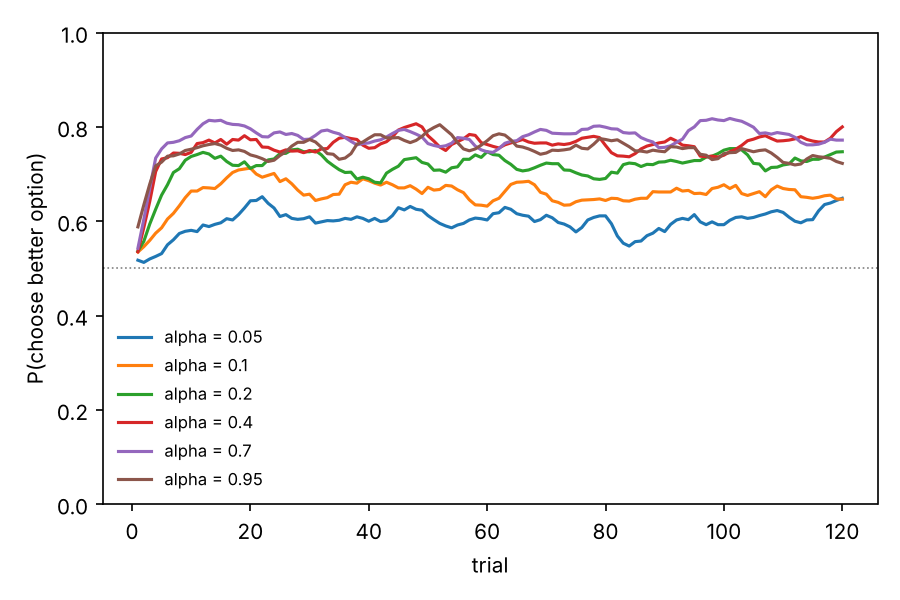 P(choose better option)
1.0
0.8
0.6
0.4
0.2
0.0
alpha = 0.05
alpha = 0.1
alpha = 0.2
alpha = 0.4
alpha = 0.7
alpha = 0.95
0 20 40 60 80 100 120
trial